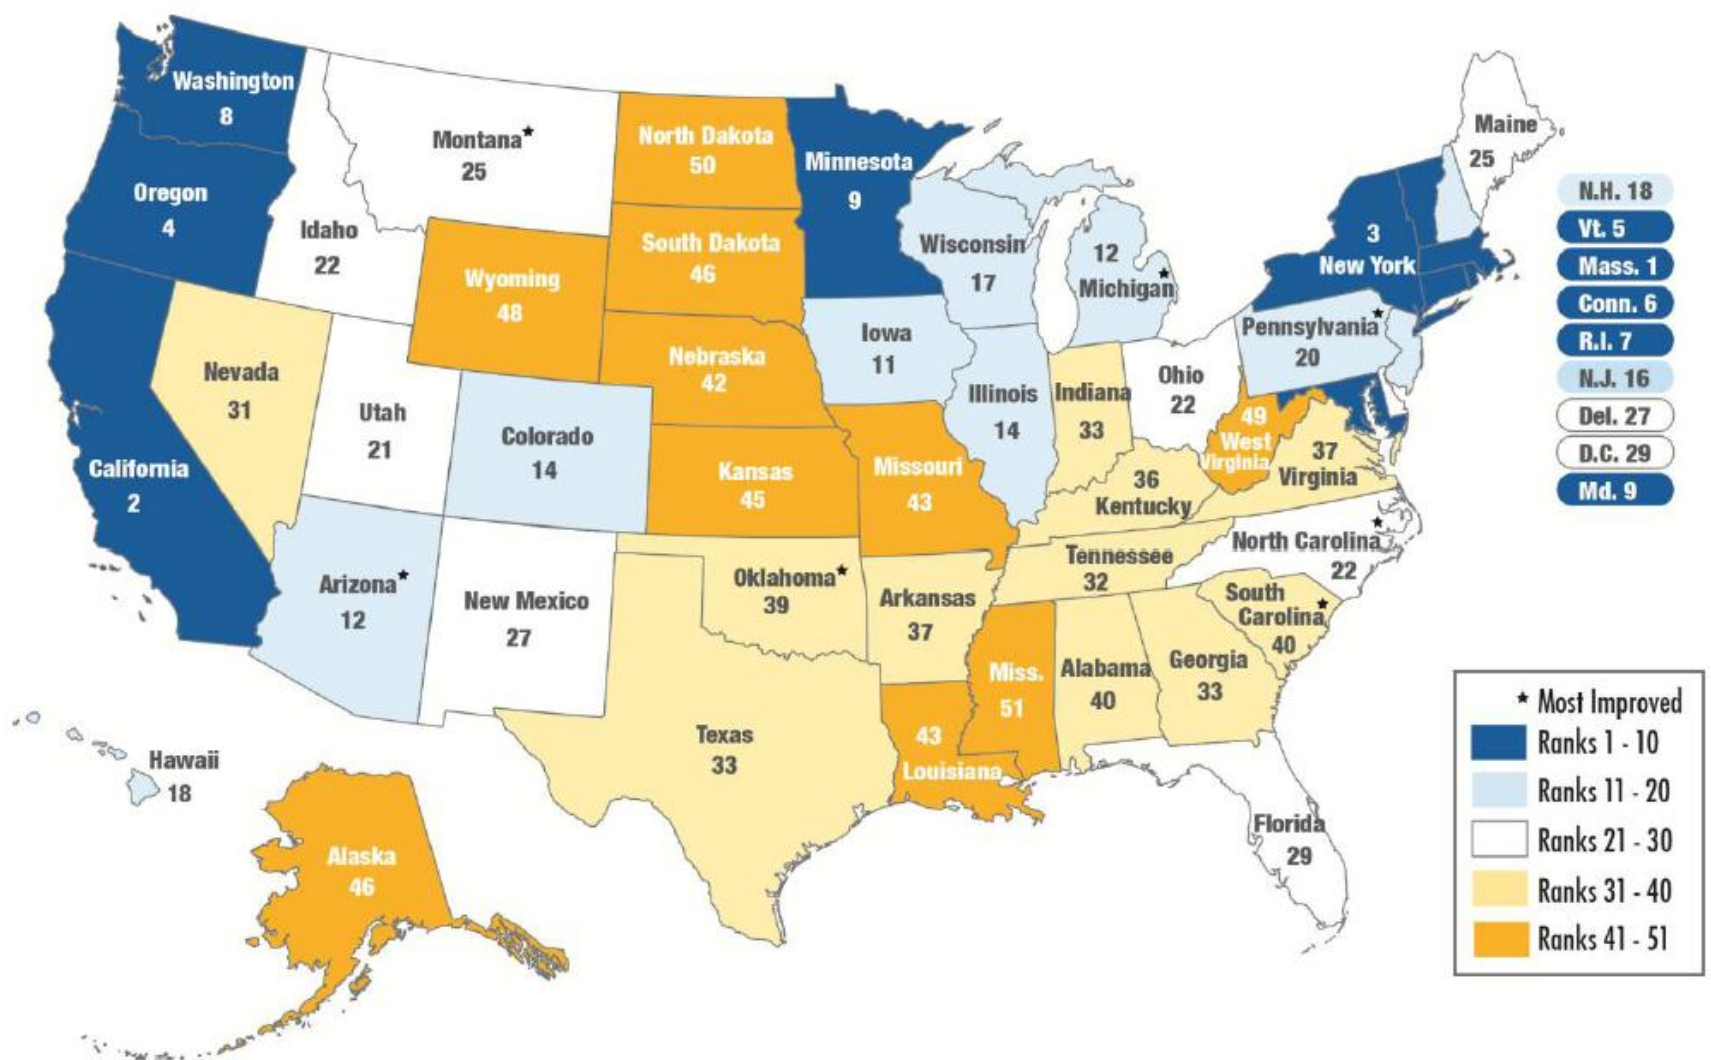 Washington
8
Oregon
4
California
2
Nevada
31
Idaho
22
Montana★
25
Wyoming
48
Utah
21
Colorado
14
Arizona★
12
New Mexico
27
North Dakota
50
South Dakota
46
Nebraska
42
Kansas
45
Oklahoma★
39
Texas
33
Minnesota
9
Iowa
11
Missouri
43
Arkansas
37
43
Louisiana
Wisconsin
17
Illinois
14
12
Michigan★
Indiana
33
Ohio
22
36
Kentucky
Tennessee
32
Miss.
51
Alabama
40
Georgia
33
Florida
29
South
Carolina★
40
North Carolina★
22
37
Virginia
49
West
Virginia
Pennsylvania★
20
3
New York
Maine
25
N.H. 18
Vt. 5
Mass. 1
Conn. 6
R.I. 7
N.J. 16
Del. 27
D.C. 29
Md. 9
Hawaii
18
Alaska
46
★ Most Improved
Ranks 1 - 10
Ranks 11 - 20
Ranks 21 - 30
Ranks 31 - 40
Ranks 41 - 51